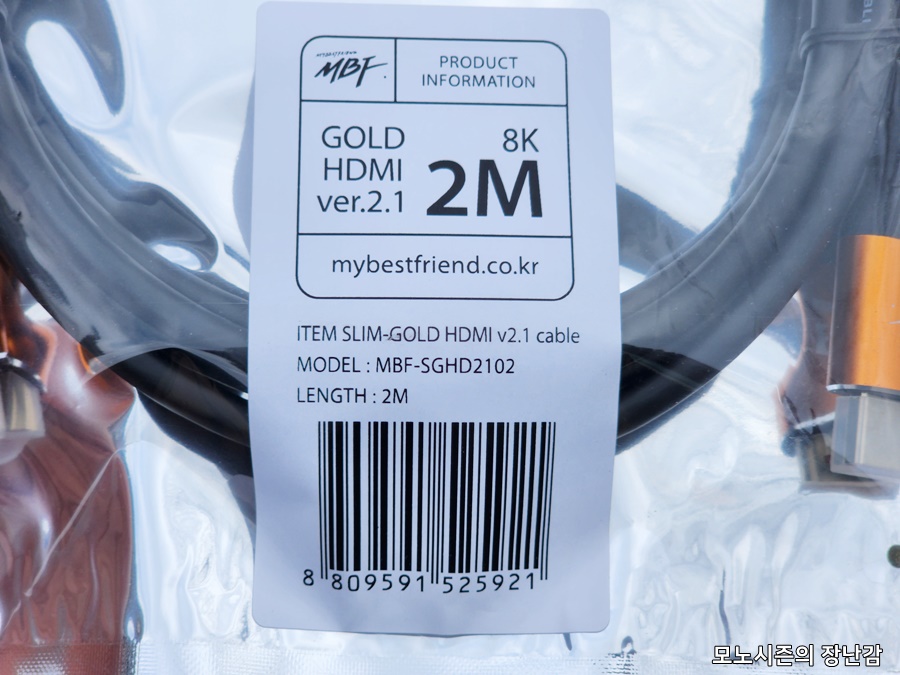 MBF
PRODUCT
INFORMATION
GOLD
HDMI
ver.2.1
8K
2M
mybestfriend.co.kr
ITEM SLIM-GOLD HDMI v2.1 cable
MODEL : MBF-SGHD2102
LENGTH : 2M
8 809591 525921
모노시즌의 장난감